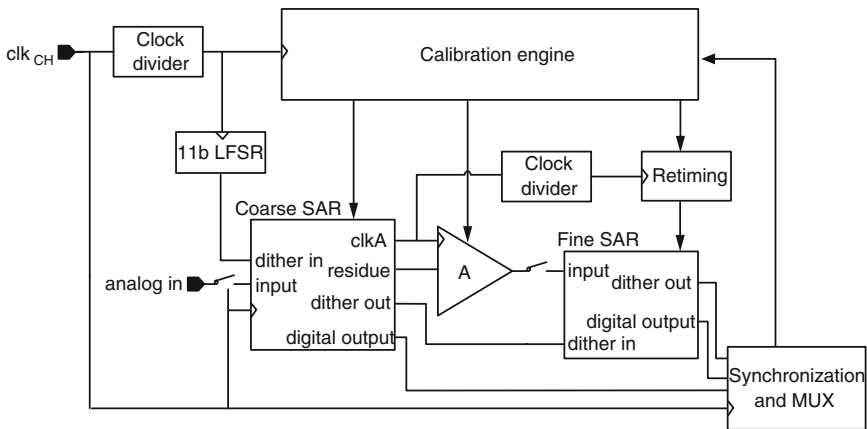 clk CH
Clock
divider
Calibration engine
11b LFSR
Clock
divider
Retiming
Coarse SAR
clkA
residue
dither in
input
dither out
digital output
analog in
A
Fine SAR
input
dither out
digital output
dither in
Synchronization
and MUX